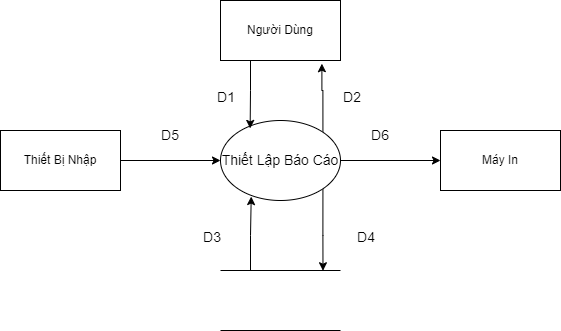 Người Dùng
D1
D2
D5
D6
Thiết Bị Nhập
Thiết Lập Báo Cáo
Máy In
D3
D4